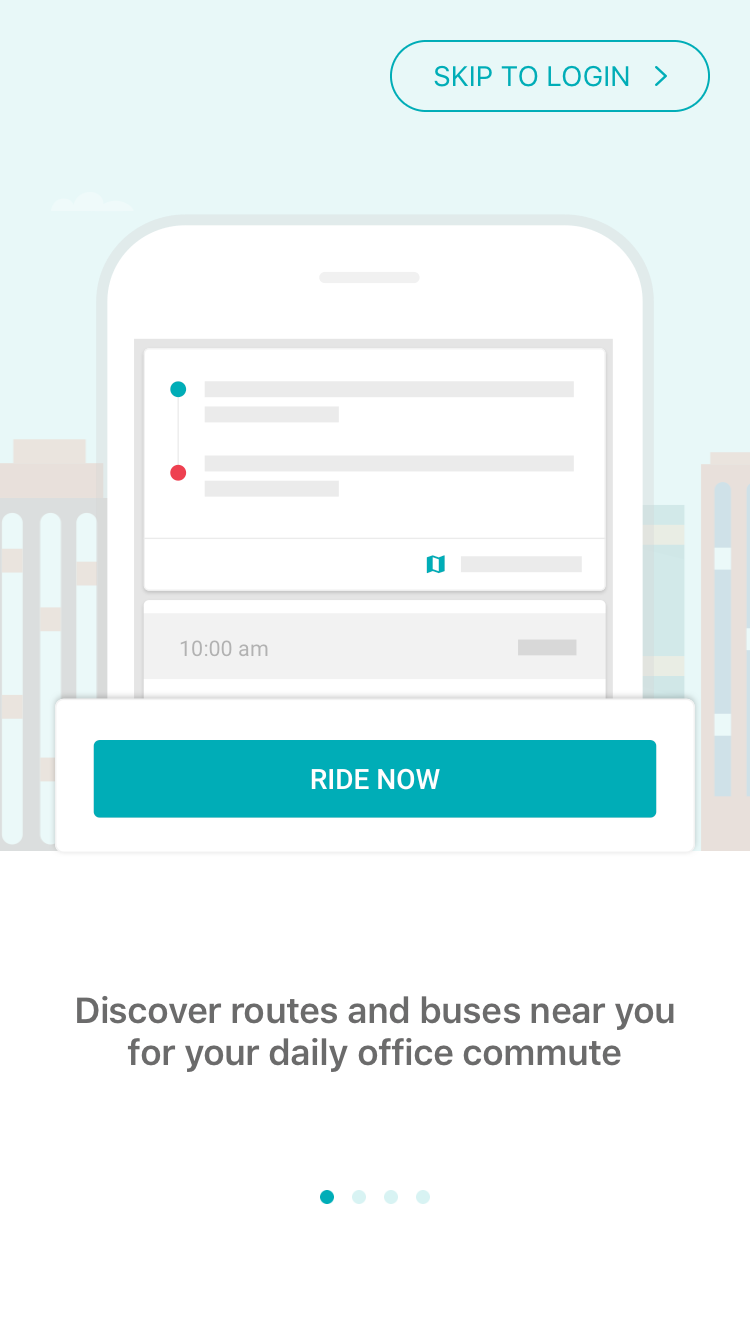 SKIP TO LOGIN
10:00 am
RIDE NOW
Discover routes and buses near you
for your daily office commute